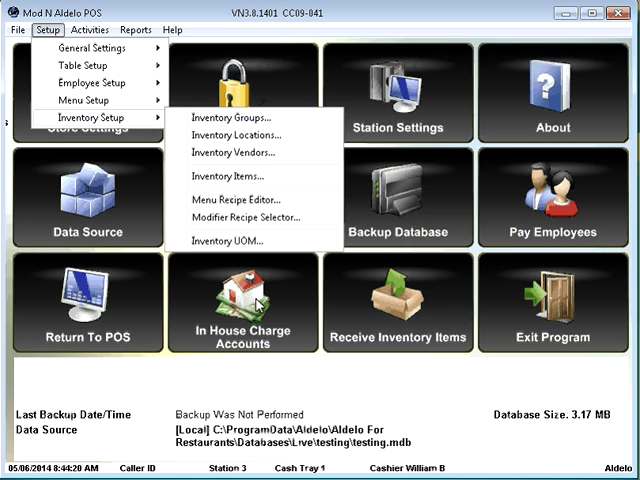 Mod N Aldelo POS
VN3.8.1401 CC09-041
File Setup Activities Reports Help
General Settings
Table Setup
Employee Setup
Menu Setup
Inventory Setup
Inventory Groups...
Inventory Locations...
Inventory Vendors...
Inventory Items...
Menu Recipe Editor...
Modifier Recipe Selector...
Inventory UOM...
Store Settings
Station Settings
About
Data Source
Backup Database
Pay Employees
Return To POS
In House Charge
Accounts
Receive Inventory Items
Exit Program
Last Backup Date/Time Backup Was Not Performed Database Size. 3.17 MB
Data Source [Local] C:\ProgramData\Aldelo\Aldelo For
Restaurants\Databases\Live\testing\testing.mdb
05/06/2014 8:44:20 AM Caller ID Station 3 Cash Tray 1 Cashier William B Aldelo